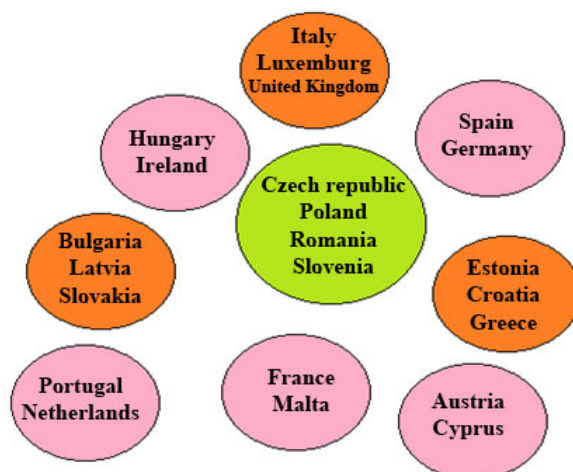 Italy
Luxemburg
United Kingdom
Hungary
Ireland
Spain
Germany
Czech republic
Poland
Romania
Slovenia
Bulgaria
Latvia
Slovakia
Estonia
Croatia
Greece
Portugal
Netherlands
France
Malta
Austria
Cyprus